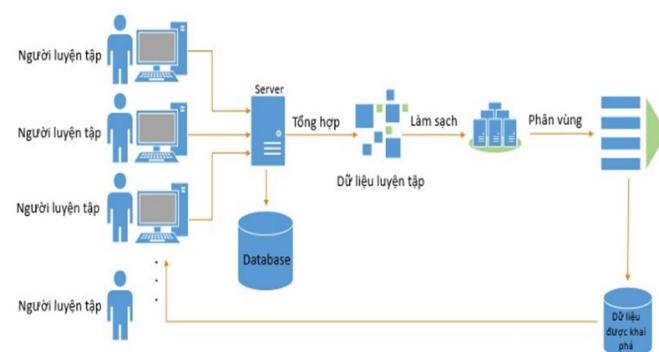 Người luyện tập
Server
Tổng hợp
Làm sạch
Phân vùng
Người luyện tập
Dữ liệu luyện tập
Người luyện tập
Database
Người luyện tập
Dữ liệu
được khai
phá